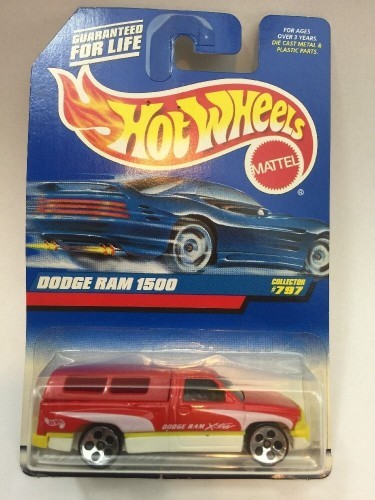 GUARANTEED
FOR LIFE
FOR AGES
OVER 3 YEARS.
DIE CAST METAL &
PLASTIC PARTS.
Hot Wheels
MATTEL
®
DODGE RAM 1500
COLLECTOR
#797
DODGE RAM